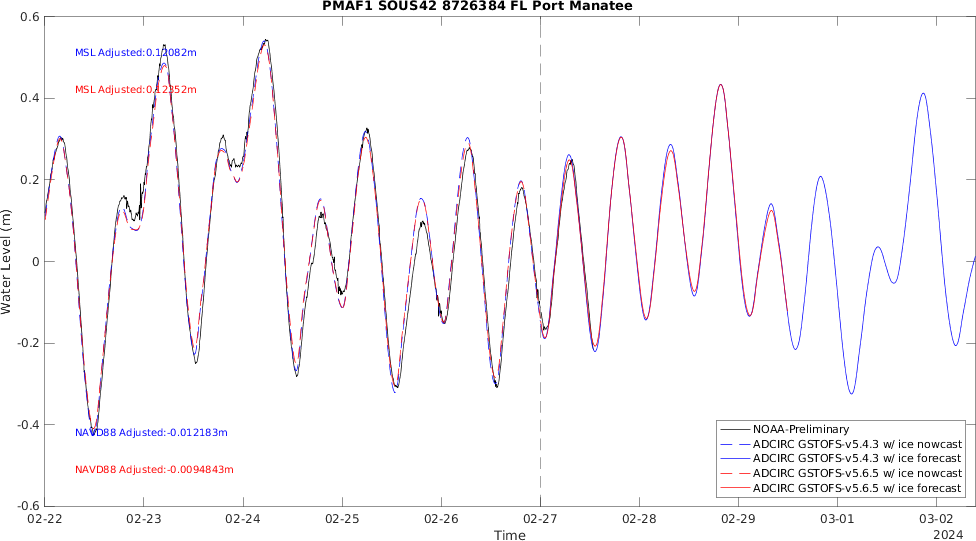 PMAF1 SOUS42 8726384 FL Port Manatee
0.6
0.4
0.2
0
-0.2
-0.4
-0.6
Water Level (m)
MSL Adjusted:0.12082m
MSL Adjusted:0.12352m
NAVD88 Adjusted:-0.012183m
NAVD88 Adjusted:-0.0094843m
NOAA-Preliminary
ADCIRC GSTOFS-v5.4.3 w/ ice nowcast
ADCIRC GSTOFS-v5.4.3 w/ ice forecast
ADCIRC GSTOFS-v5.6.5 w/ ice nowcast
ADCIRC GSTOFS-v5.6.5 w/ ice forecast
02-22 02-23 02-24 02-25 02-26 02-27 02-28 02-29 03-01 03-02
Time
2024